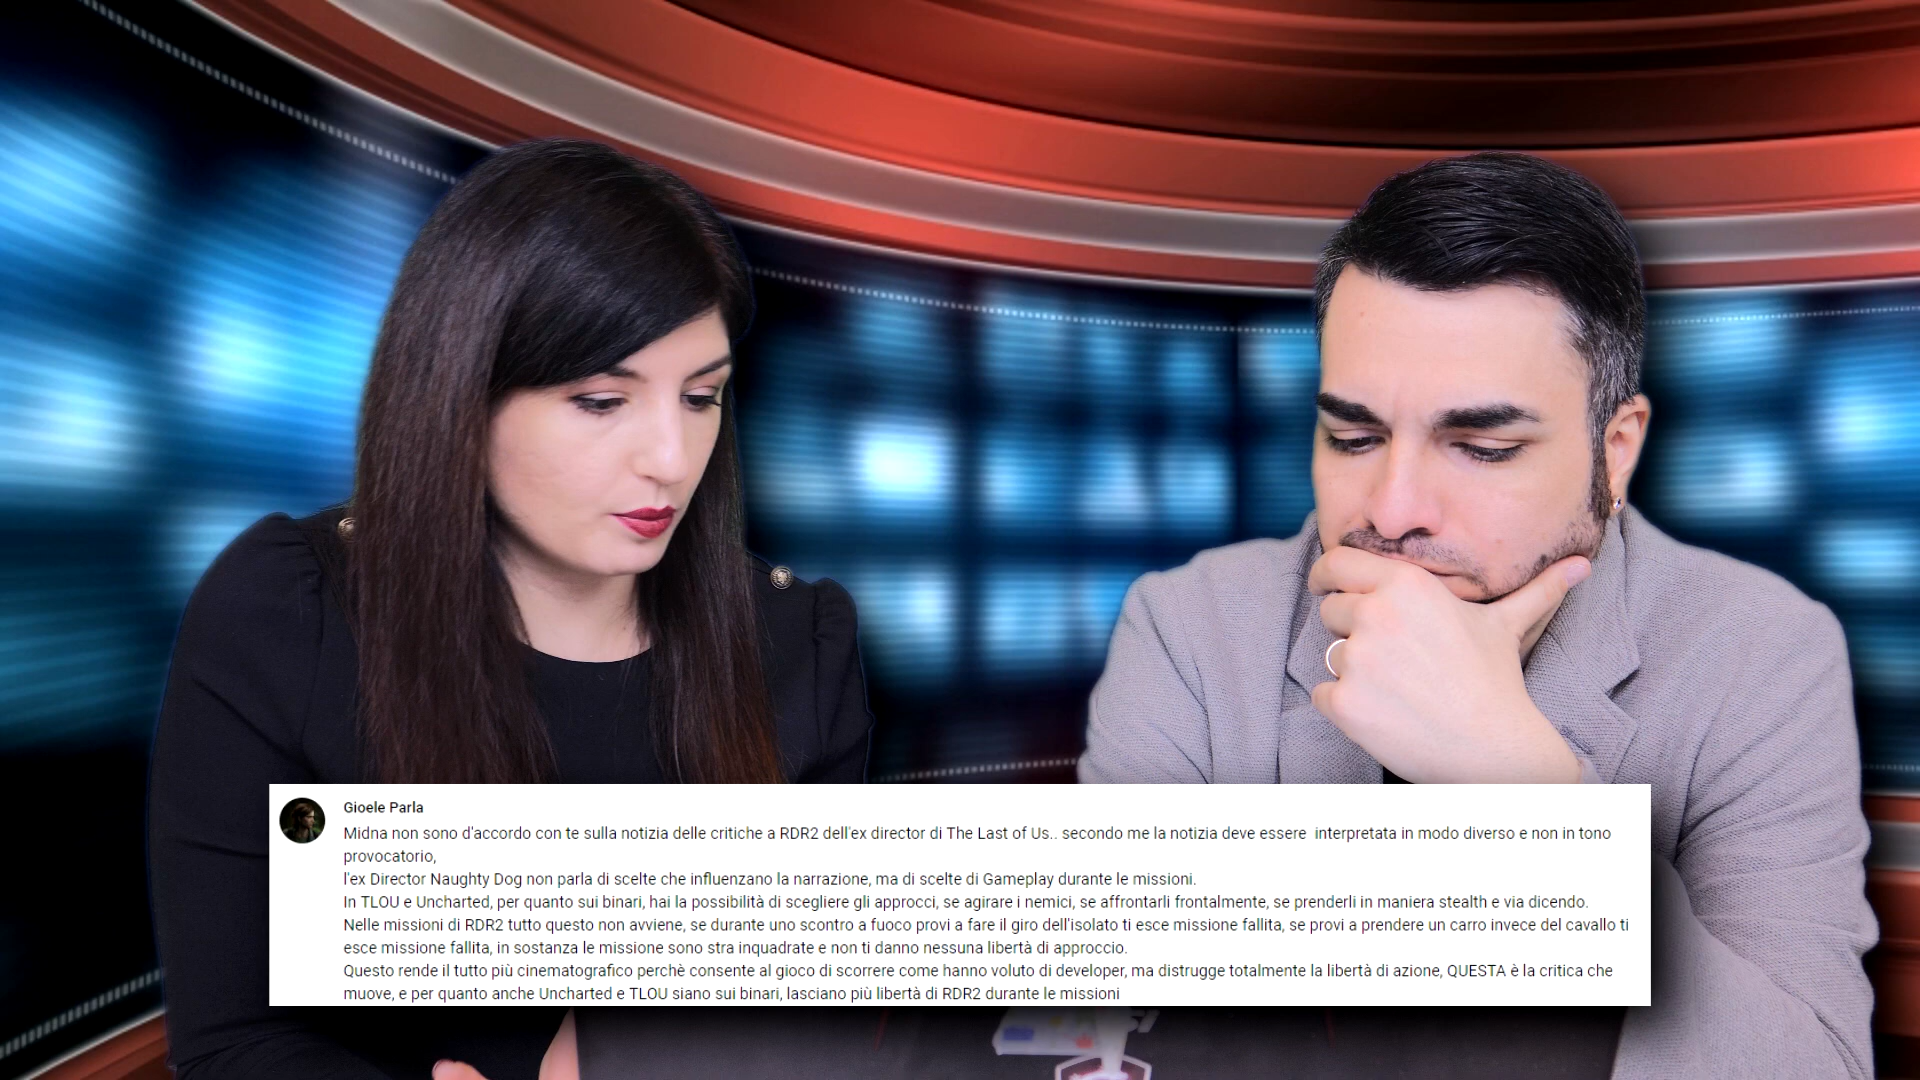 Gioele Parla
Midna non sono d'accordo con te sulla notizia delle critiche a RDR2 dell'ex director di The Last of Us.. secondo me la notizia deve essere interpretata in modo diverso e non in tono
provocatorio,
l'ex Director Naughty Dog non parla di scelte che influenzano la narrazione, ma di scelte di Gameplay durante le missioni.
In TLOU e Uncharted, per quanto sui binari, hai la possibilità di scegliere gli approcci, se agirare i nemici, se affrontarli frontalmente, se prenderli in maniera stealth e via dicendo.
Nelle missioni di RDR2 tutto questo non avviene, se durante uno scontro a fuoco provi a fare il giro dell'isolato ti esce missione fallita, se provi a prendere un carro invece del cavallo ti
esce missione fallita, in sostanza le missione sono stra inquadrate e non ti danno nessuna libertà di approccio.
Questo rende il tutto più cinematografico perchè consente al gioco di scorrere come hanno voluto di developer, ma distrugge totalmente la libertà di azione, QUESTA è la critica che
muove, e per quanto anche Uncharted e TLOU siano sui binari, lasciano più libertà di RDR2 durante le missioni